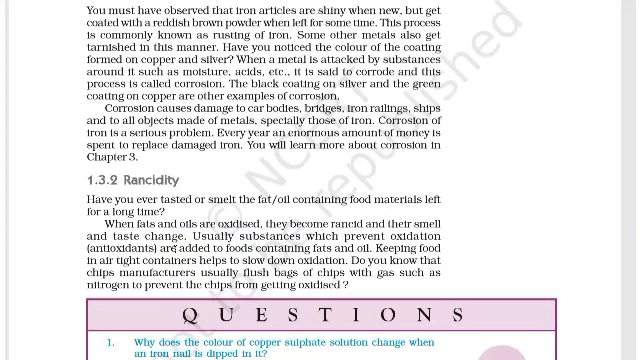 You must have observed that iron articles are shiny when new, but get
coated with a reddish brown powder when left for some time. This process
is commonly known as rusting of iron. Some other metals also get
tarnished in this manner. Have you noticed the colour of the coating
formed on copper and silver? When a metal is attacked by substances
around it such as moisture, acids, etc., it is said to corrode and this
process is called corrosion. The black coating on silver and the green
coating on copper are other examples of corrosion.
Corrosion causes damage to car bodies, bridges, iron railings, ships
and to all objects made of metals, specially those of iron. Corrosion of
iron is a serious problem. Every year an enormous amount of money is
spent to replace damaged iron. You will learn more about corrosion in
Chapter 3.
1.3.2 Rancidity
Have you ever tasted or smelt the fat/oil containing food materials left
for a long time?
When fats and oils are oxidised, they become rancid and their smell
and taste change. Usually substances which prevent oxidation
(antioxidants) are added to foods containing fats and oil. Keeping food
in air tight containers helps to slow down oxidation. Do you know that
chips manufacturers usually flush bags of chips with gas such as
nitrogen to prevent the chips from getting oxidised ?
QUESTIONS
1. Why does the colour of copper sulphate solution change when
an iron nail is dipped in it?